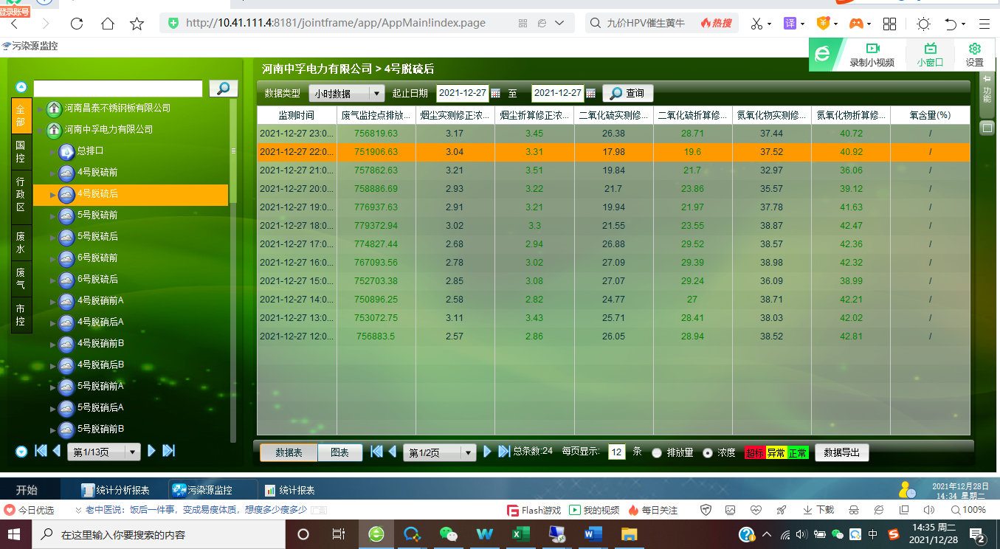 登录账号
http://10.41.111.4:8181/jointframe/app/AppMain!index.page
九价HPV催生黄牛
热搜
译
污染源监控
录制小视频
小窗口
设置
河南中孚电力有限公司 > 4号脱硫后
功能
数据类型 小时数据 起止日期 2021-12-27 至 2021-12-27 查询
全部
国控
行政区
废水
废气
市控
河南昌泰不锈钢板有限公司
河南中孚电力有限公司
总排口
4号脱硫前
4号脱硫后
5号脱硫前
5号脱硫后
6号脱硫前
6号脱硫后
4号脱硝前A
4号脱硝后A
4号脱硝前B
4号脱硝后B
5号脱硝前A
5号脱硝后A
5号脱硝前B
第1/13页
监测时间 废气监控点排放... 烟尘实测修正浓... 烟尘折算修正浓... 二氧化硫实测修... 二氧化硫折算修... 氮氧化物实测修... 氮氧化物折算修... 氧含量(%)
2021-12-27 23:0... 756819.63 3.17 3.45 26.38 28.71 37.44 40.72 /
2021-12-27 22:0... 751906.63 3.04 3.31 17.98 19.6 37.52 40.92 /
2021-12-27 21:0... 757862.63 3.21 3.51 19.84 21.7 32.97 36.06 /
2021-12-27 20:0... 758886.69 2.93 3.22 21.7 23.86 35.57 39.12 /
2021-12-27 19:0... 776937.63 2.91 3.21 19.94 21.97 37.78 41.63 /
2021-12-27 18:0... 779372.94 3.02 3.3 21.55 23.55 38.87 42.47 /
2021-12-27 17:0... 774827.44 2.68 2.94 26.88 29.52 38.57 42.36 /
2021-12-27 16:0... 767093.56 2.78 3.02 27.09 29.39 38.98 42.32 /
2021-12-27 15:0... 752703.38 2.85 3.08 27.07 29.24 36.09 38.99 /
2021-12-27 14:0... 750896.25 2.58 2.82 24.77 27 38.71 42.21 /
2021-12-27 13:0... 753072.75 3.11 3.43 25.71 28.41 38.03 42.02 /
2021-12-27 12:0... 756883.5 2.57 2.86 26.05 28.94 38.52 42.81 /
数据表 图表 第1/2页 总条数:24 每页显示: 12 条 排放量 浓度 超标 异常 正常 数据导出
开始 统计分析报表 污染源监控 统计报表
2021年12月28日
14:34 星期二
今日优选 老中医说：饭后一件事，变成易瘦体质，想瘦多少瘦多少 广告 Flash游戏 我的视频 每日关注 下载 100%
在这里输入你要搜索的内容
中
14:35 周二
2021/12/28
2